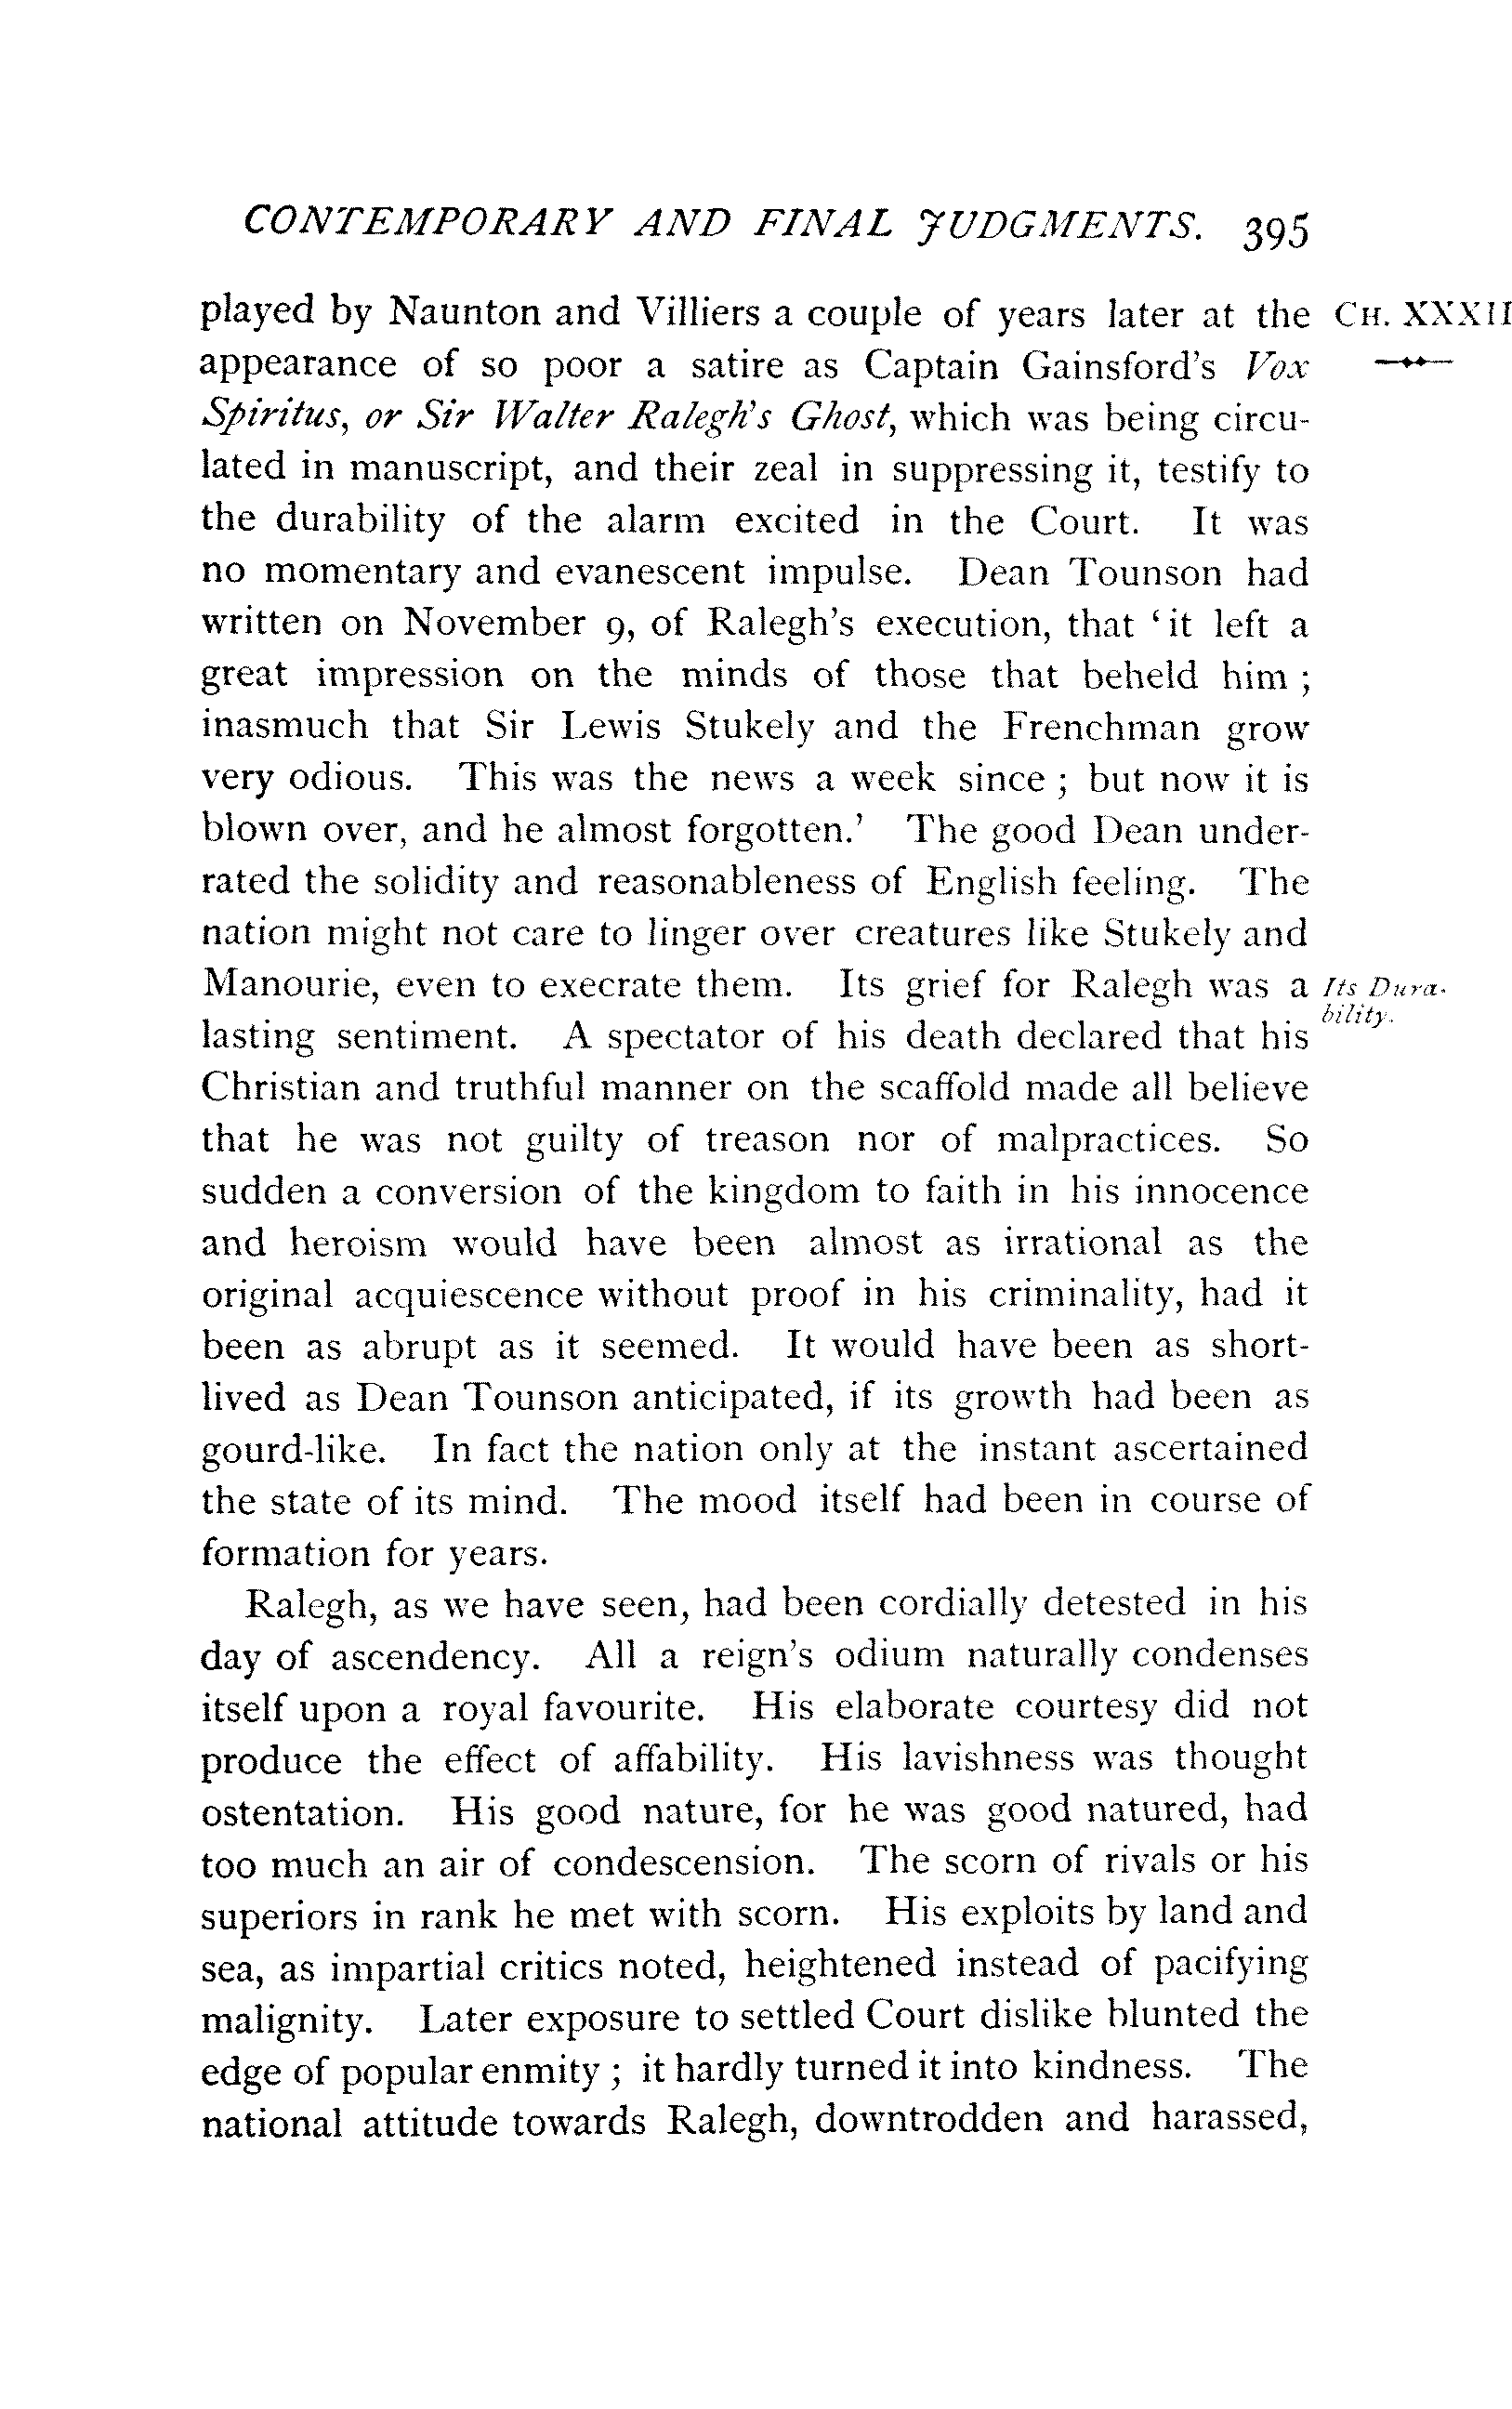 CONTEMPORARY AND FINAL JUDGMENTS. 395
played by Naunton and Villiers a couple of years later at the CH. XXXII
appearance of so poor a satire as Captain Gainsford's Vox
Spiritus, or Sir Walter Ralegh's Ghost, which was being circu-
lated in manuscript, and their zeal in suppressing it, testify to
the durability of the alarm excited in the Court. It was
no momentary and evanescent impulse. Dean Tounson had
written on November 9, of Ralegh's execution, that ‘it left a
great impression on the minds of those that beheld him ;
inasmuch that Sir Lewis Stukely and the Frenchman grow
very odious. This was the news a week since ; but now it is
blown over, and he almost forgotten.’ The good Dean under-
rated the solidity and reasonableness of English feeling. The
nation might not care to linger over creatures like Stukely and
Manourie, even to execrate them. Its grief for Ralegh was a Its Dura-
lasting sentiment. A spectator of his death declared that his bility.
Christian and truthful manner on the scaffold made all believe
that he was not guilty of treason nor of malpractices. So
sudden a conversion of the kingdom to faith in his innocence
and heroism would have been almost as irrational as the
original acquiescence without proof in his criminality, had it
been as abrupt as it seemed. It would have been as short-
lived as Dean Tounson anticipated, if its growth had been as
gourd-like. In fact the nation only at the instant ascertained
the state of its mind. The mood itself had been in course of
formation for years.
Ralegh, as we have seen, had been cordially detested in his
day of ascendency. All a reign's odium naturally condenses
itself upon a royal favourite. His elaborate courtesy did not
produce the effect of affability. His lavishness was thought
ostentation. His good nature, for he was good natured, had
too much an air of condescension. The scorn of rivals or his
superiors in rank he met with scorn. His exploits by land and
sea, as impartial critics noted, heightened instead of pacifying
malignity. Later exposure to settled Court dislike blunted the
edge of popular enmity ; it hardly turned it into kindness. The
national attitude towards Ralegh, downtrodden and harassed,